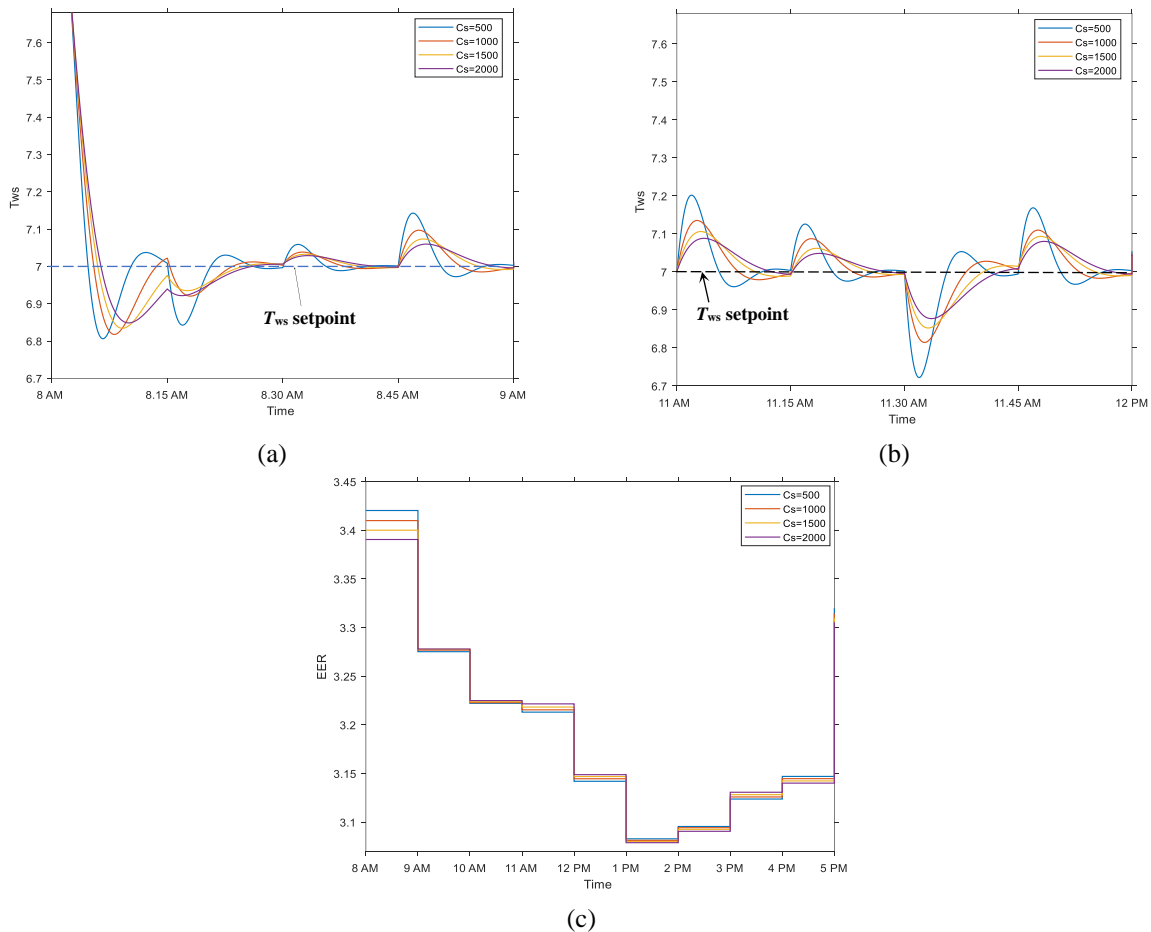 7.6
7.5
7.4
7.3
7.2
7.1
7
6.9
6.8
6.7
Tws
8 AM
8.15 AM
8.30 AM
8.45 AM
9 AM
Time
Cs=500
Cs=1000
Cs=1500
Cs=2000
Tws setpoint
(a)
7.6
7.5
7.4
7.3
7.2
7.1
7
6.9
6.8
6.7
Tws
11 AM
11.15 AM
11.30 AM
11.45 AM
12 PM
Time
Cs=500
Cs=1000
Cs=1500
Cs=2000
Tws setpoint
(b)
3.45
3.4
3.35
3.3
3.25
3.2
3.15
3.1
EER
8 AM
9 AM
10 AM
11 AM
12 PM
1 PM
2 PM
3 PM
4 PM
5 PM
Time
Cs=500
Cs=1000
Cs=1500
Cs=2000
(c)